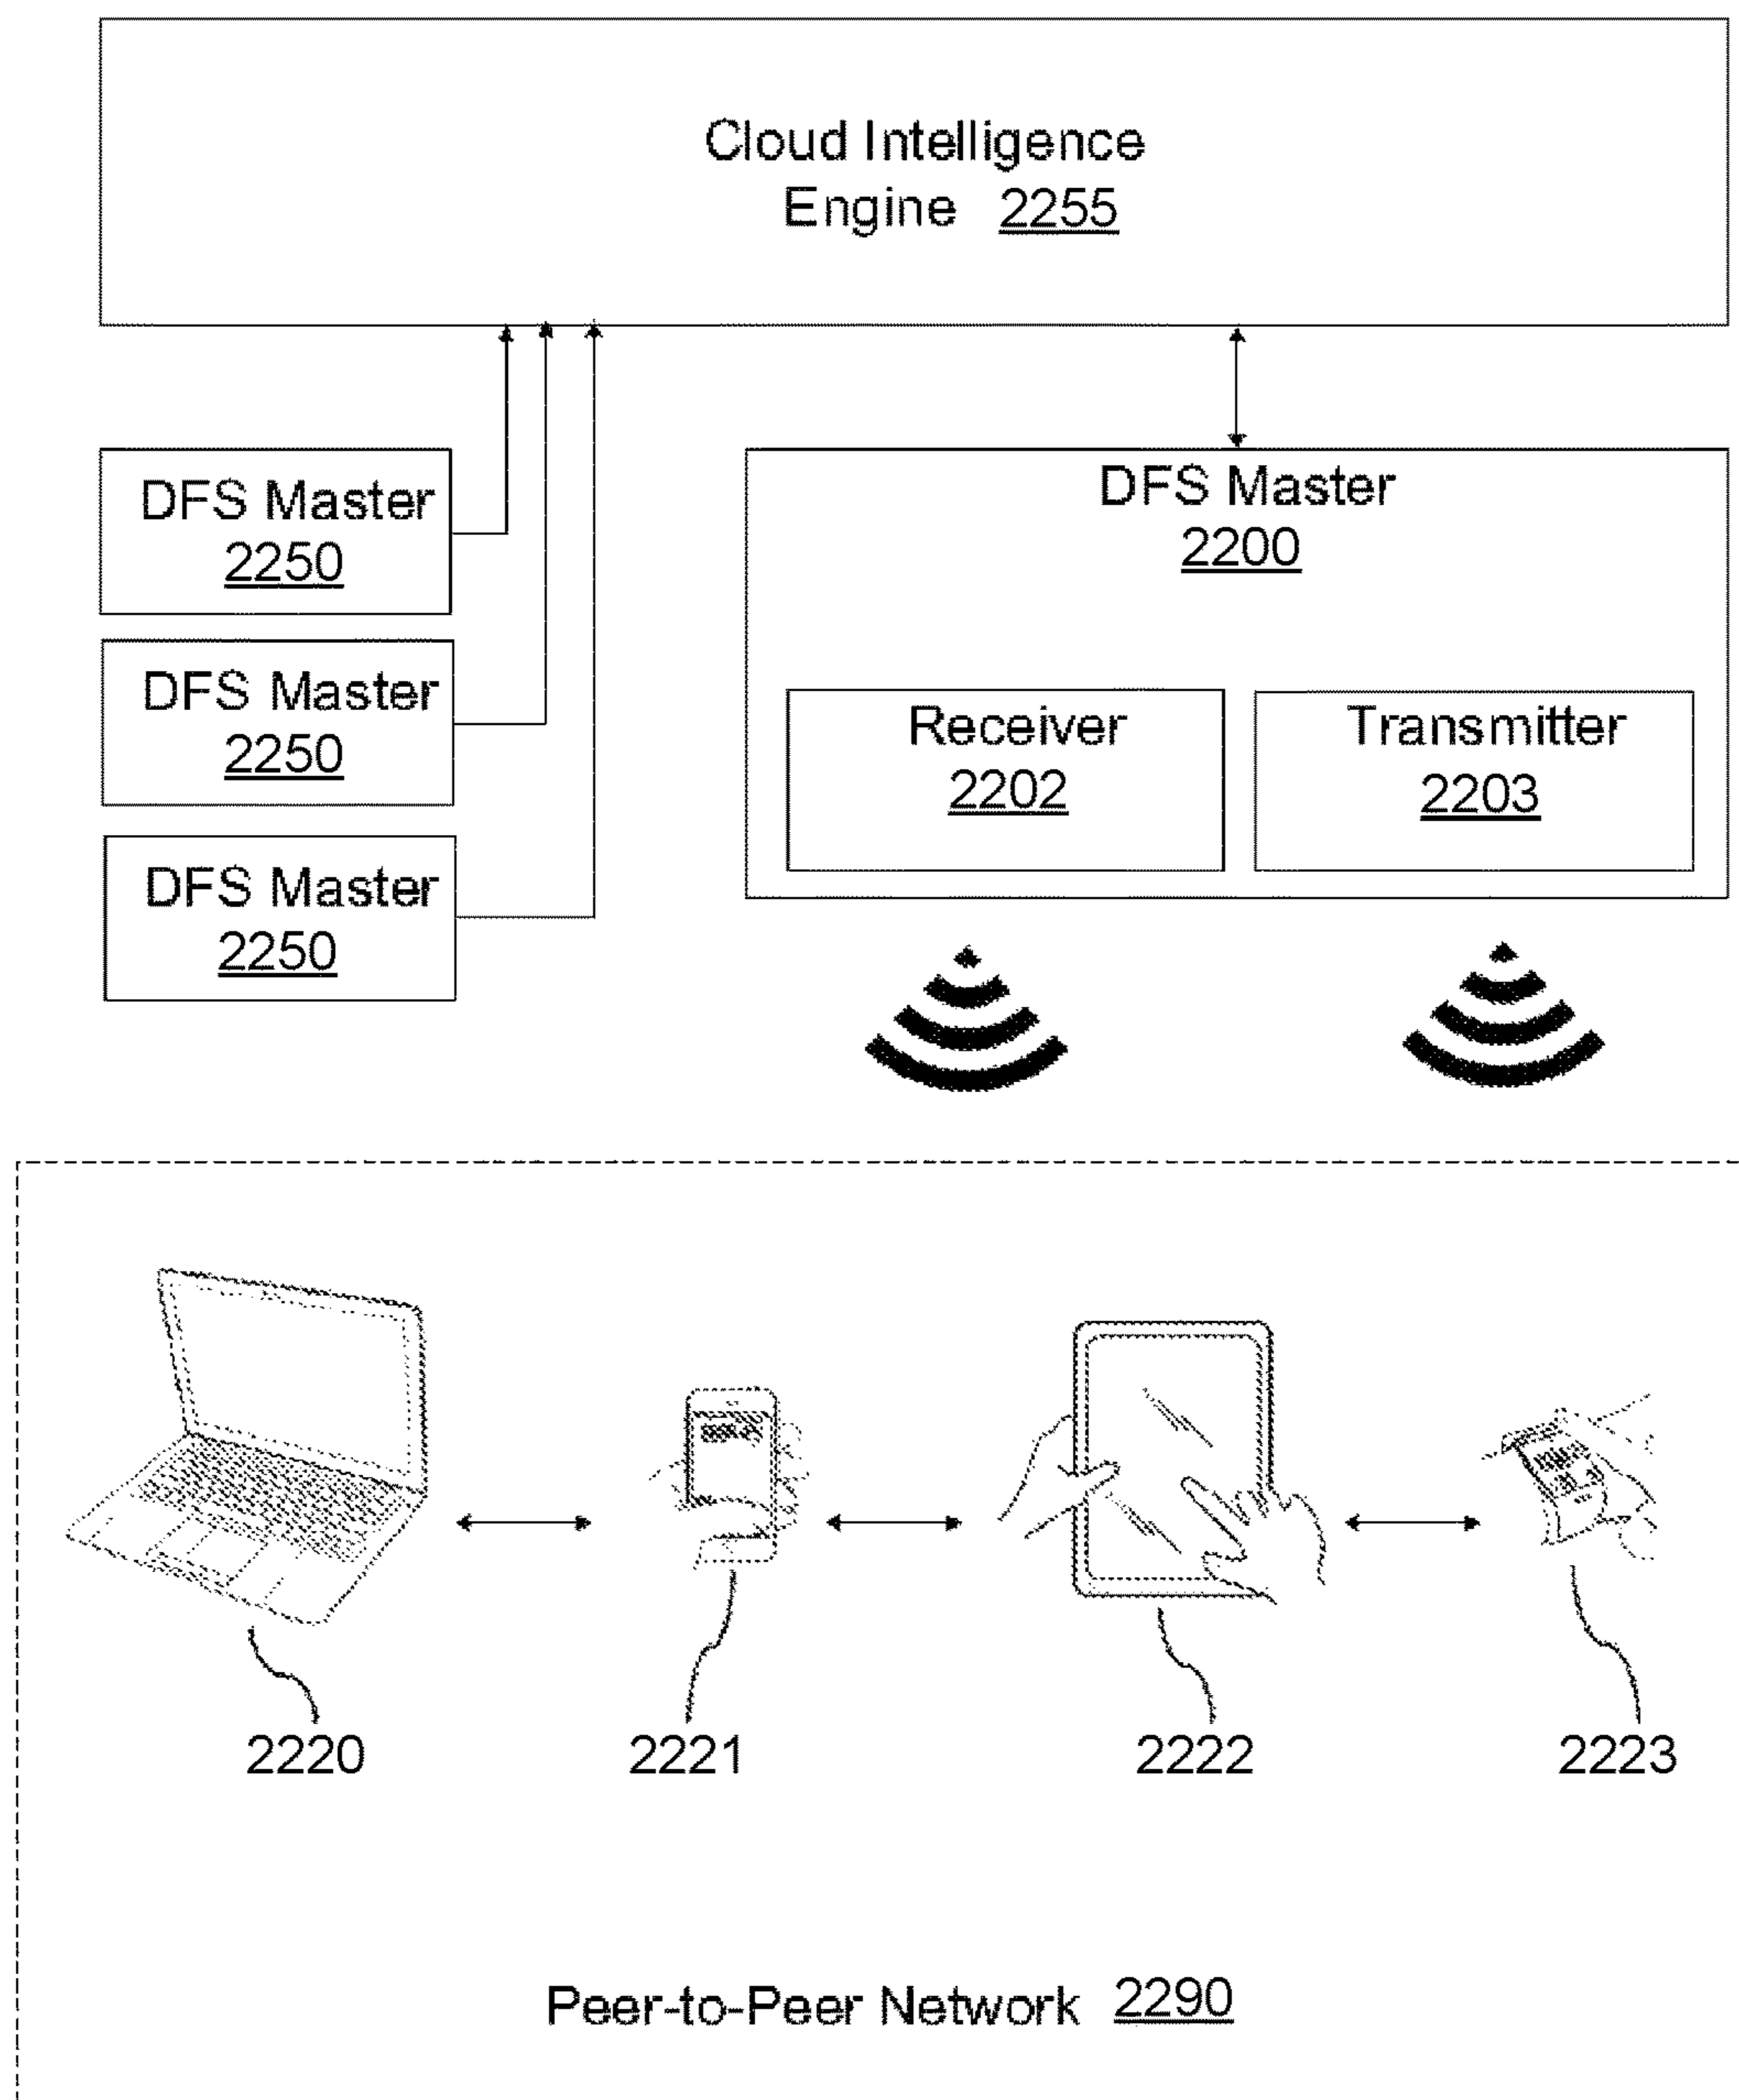 Cloud Intelligence
Engine 2255
DFS Master
2250
DFS Master
2250
DFS Master
2250
DFS Master
2200
Receiver
2202
Transmitter
2203
2220
2221
2222
2223
Peer-to-Peer Network 2290